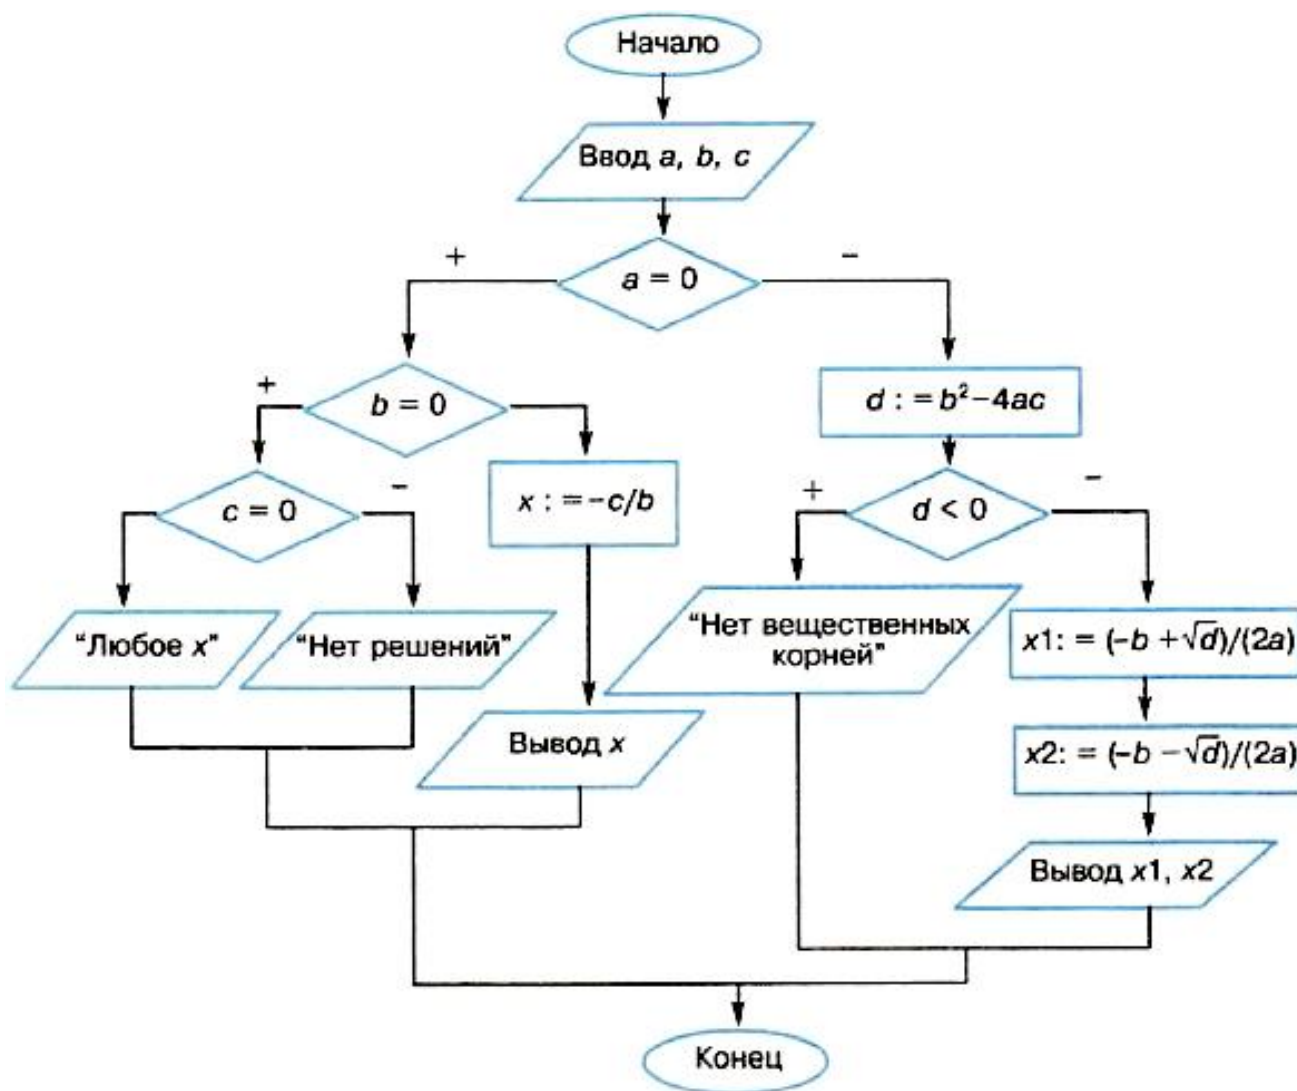 Начало
Ввод a, b, c
+
–
a = 0
+
b = 0
d : = b² – 4ac
–
c = 0
x : = –c/b
+
–
d < 0
“Любое x”
“Нет решений”
“Нет вещественных
корней”
x1: = (–b + √d)/(2a)
Вывод x
x2: = (–b – √d)/(2a)
Вывод x1, x2
Конец